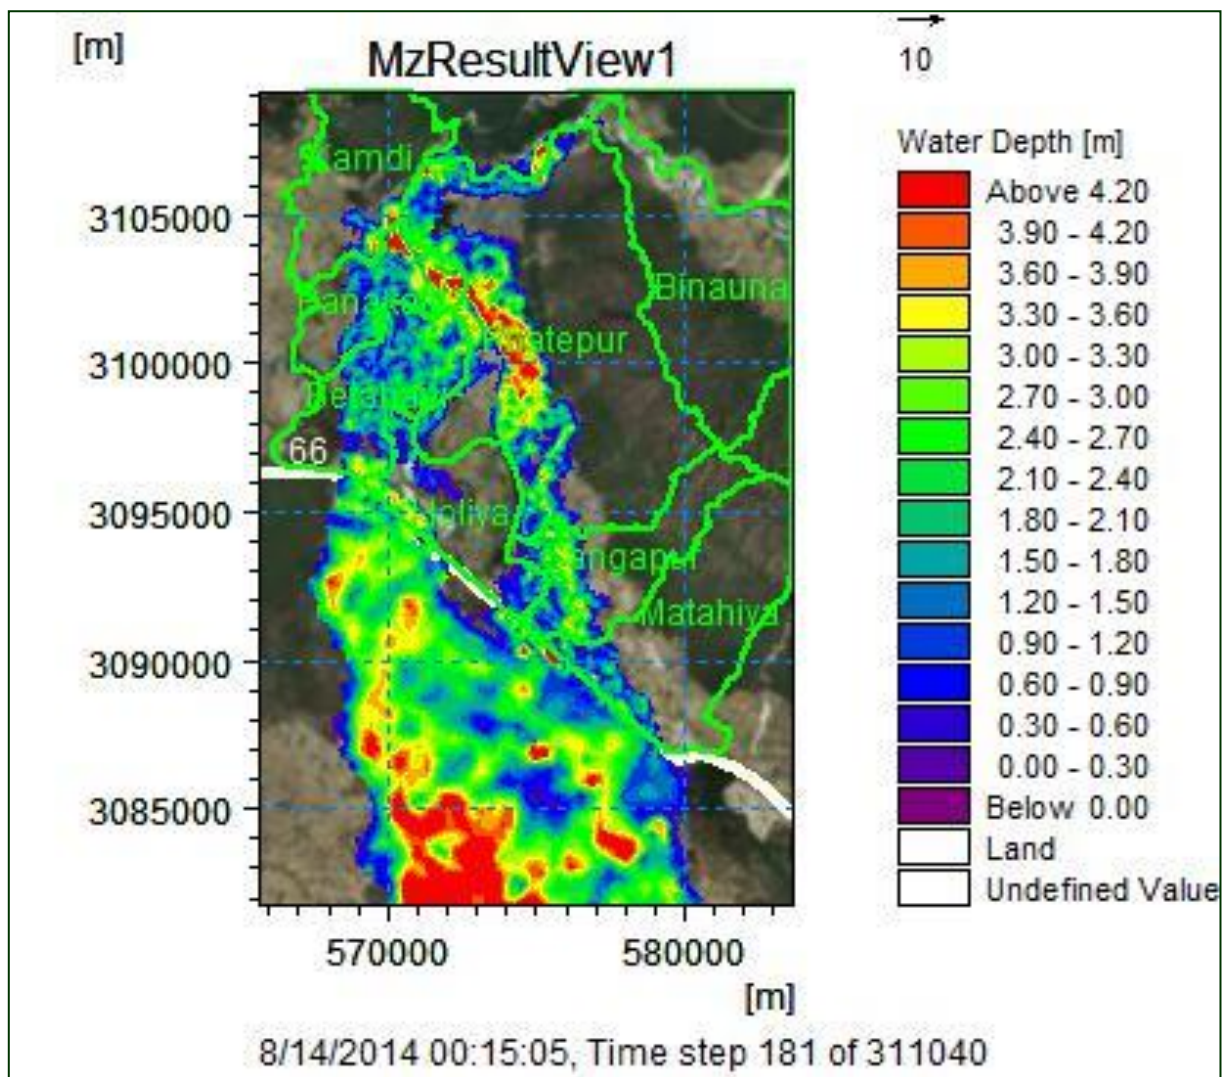 [m]
MzResultView1
10
Water Depth [m]
Above 4.20
3.90 - 4.20
3.60 - 3.90
3.30 - 3.60
3.00 - 3.30
2.70 - 3.00
2.40 - 2.70
2.10 - 2.40
1.80 - 2.10
1.50 - 1.80
1.20 - 1.50
0.90 - 1.20
0.60 - 0.90
0.30 - 0.60
0.00 - 0.30
Below 0.00
Land
Undefined Value
3105000
3100000
3095000
3090000
3085000
Kamdi
Binauna
66
Matahiya
570000
580000
[m]
8/14/2014 00:15:05, Time step 181 of 311040